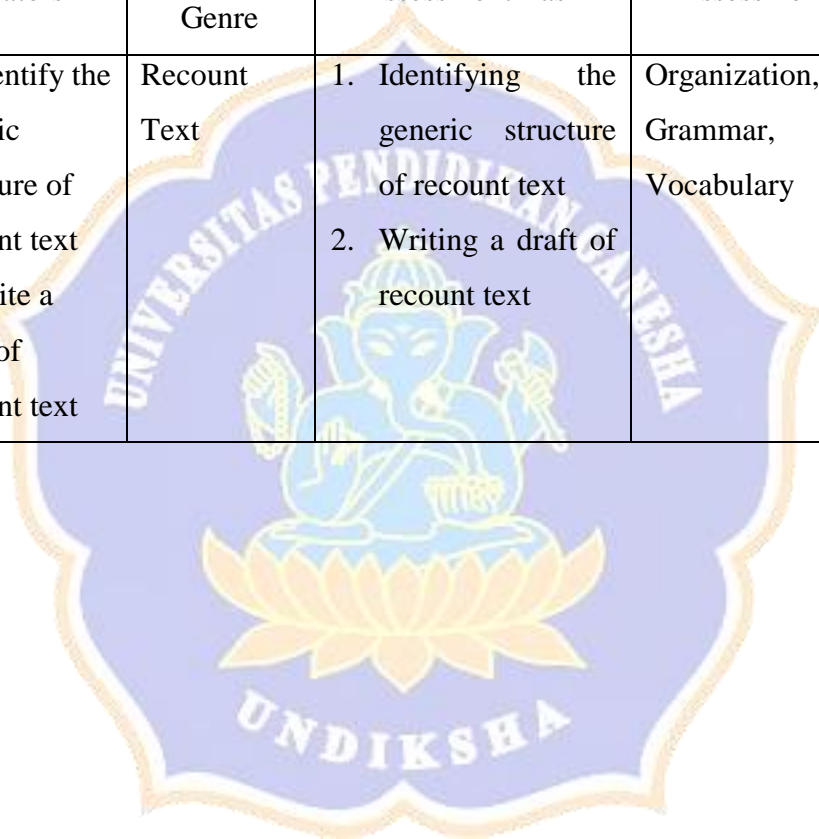 Genre
entify the
ic
ure of
nt text
ite a
of
nt text
Recount
Text
1. Identifying the
generic structure
of recount text
2. Writing a draft of
recount text
Organization,
Grammar,
Vocabulary
UNIVERSITAS PENDIDIKAN GANESHA
UNDIKSHA